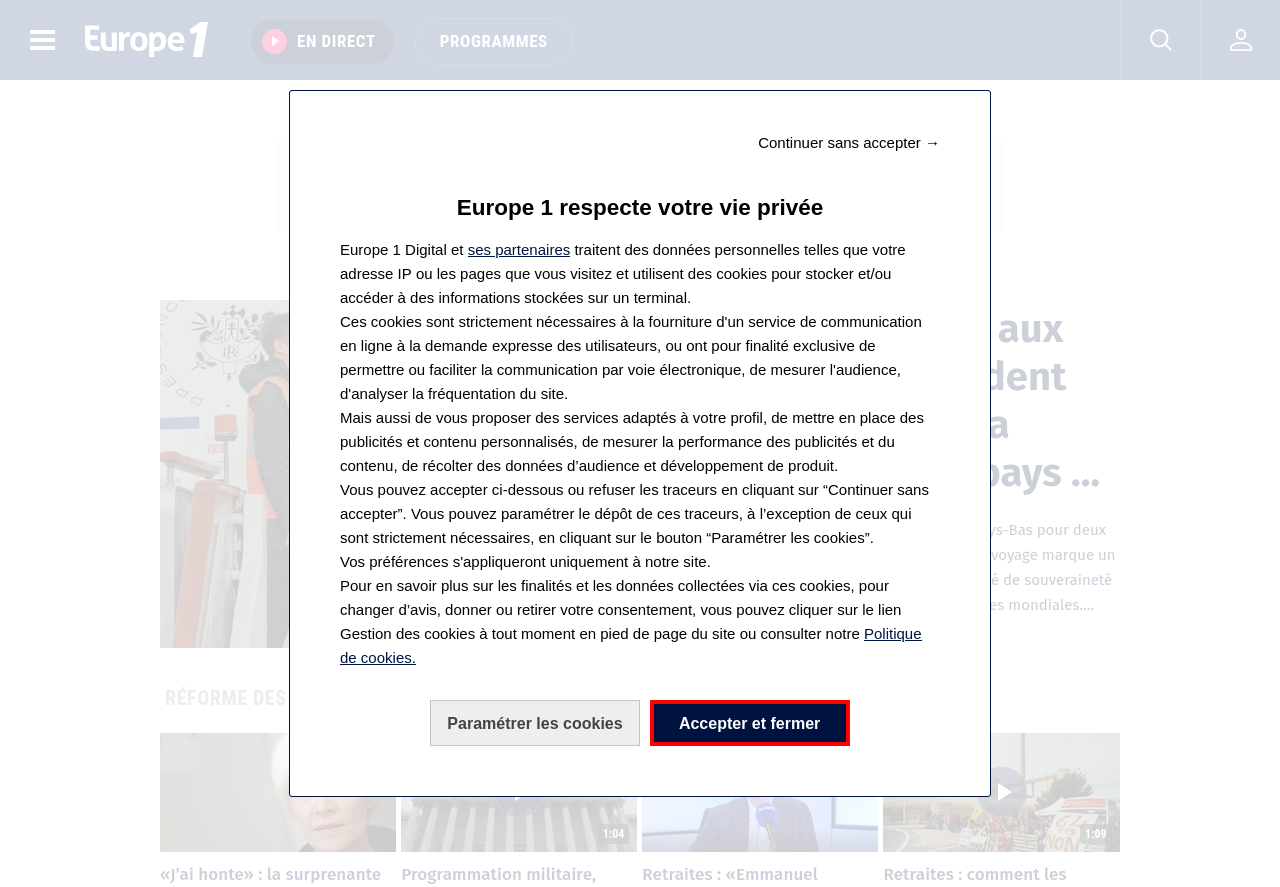 Europe 1
EN DIRECT
PROGRAMMES
Continuer sans accepter →
Europe 1 respecte votre vie privée
Europe 1 Digital et ses partenaires traitent des données personnelles telles que votre
adresse IP ou les pages que vous visitez et utilisent des cookies pour stocker et/ou
accéder à des informations stockées sur un terminal.
Ces cookies sont strictement nécessaires à la fourniture d'un service de communication
en ligne à la demande expresse des utilisateurs, ou ont pour finalité exclusive de
permettre ou faciliter la communication par voie électronique, de mesurer l'audience,
d'analyser la fréquentation du site.
Mais aussi de vous proposer des services adaptés à votre profil, de mettre en place des
publicités et contenu personnalisés, de mesurer la performance des publicités et du
contenu, de récolter des données d’audience et développement de produit.
Vous pouvez accepter ci-dessous ou refuser les traceurs en cliquant sur “Continuer sans
accepter”. Vous pouvez paramétrer le dépôt de ces traceurs, à l’exception de ceux qui
sont strictement nécessaires, en cliquant sur le bouton “Paramétrer les cookies”.
Vos préférences s'appliqueront uniquement à notre site.
Pour en savoir plus sur les finalités et les données collectées via ces cookies, pour
changer d’avis, donner ou retirer votre consentement, vous pouvez cliquer sur le lien
Gestion des cookies à tout moment en pied de page du site ou consulter notre Politique
de cookies.
Paramétrer les cookies
Accepter et fermer
aux
dent
a
pays ...
ys-Bas pour deux
voyage marque un
é de souveraineté
es mondiales....
RÉFORME DES
1:04
1:09
«J’ai honte» : la surprenante
Programmation militaire,
Retraites : «Emmanuel
Retraites : comment les